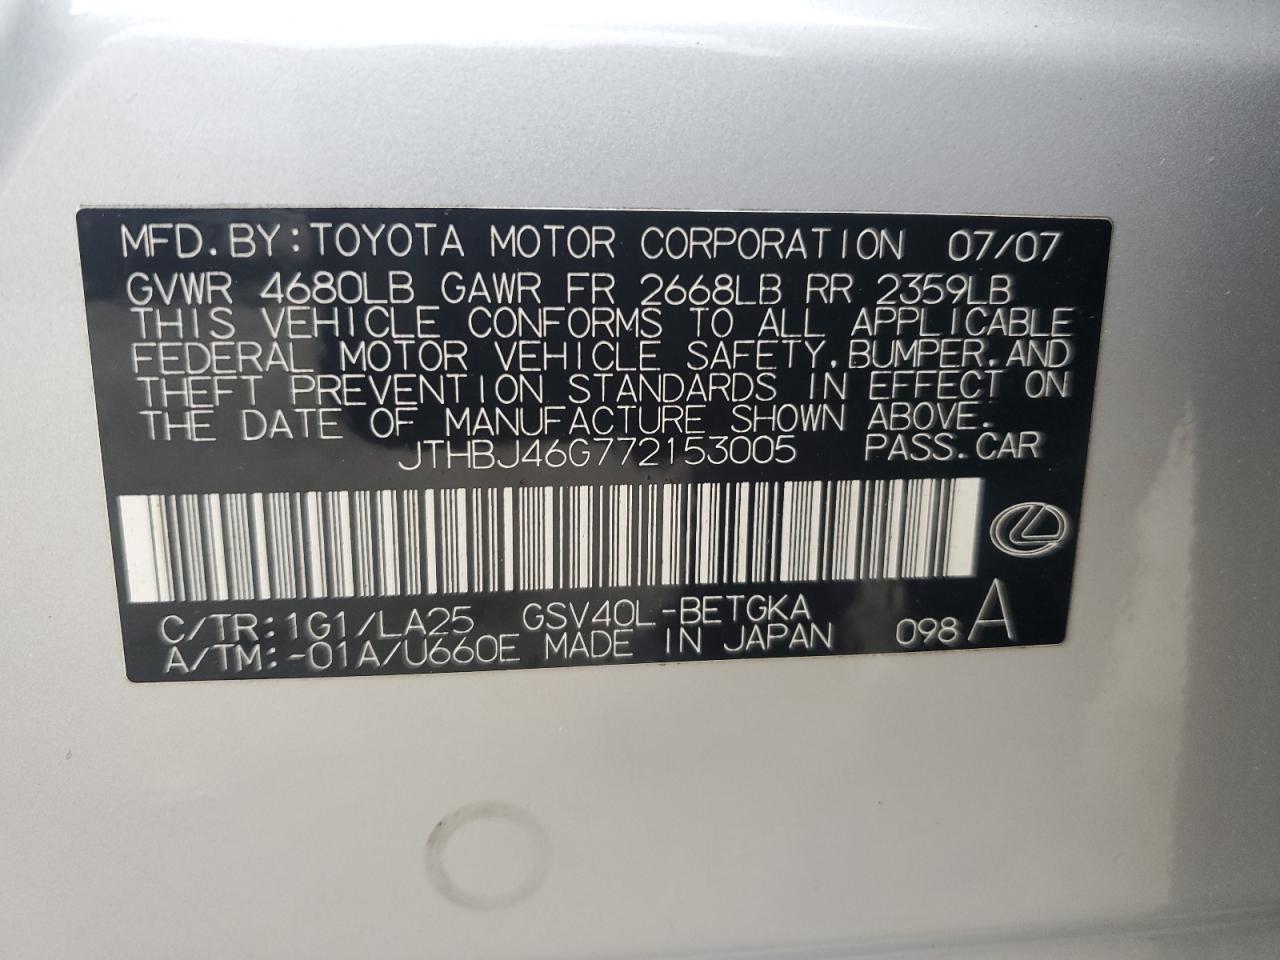 MFD.BY:TOYOTA MOTOR CORPORATION 07/07
GVWR 4680LB GAWR FR 2668LB RR 2359LB
THIS VEHICLE CONFORMS TO ALL APPLICABLE
FEDERAL MOTOR VEHICLE SAFETY,BUMPER,AND
THEFT PREVENTION STANDARDS IN EFFECT ON
THE DATE OF MANUFACTURE SHOWN ABOVE.
JTHBJ46G772153005 PASS.CAR
C/TR:1G1/LA25 GSV40L-BETGKA
A/TM:-01A/U660E MADE IN JAPAN 098 A